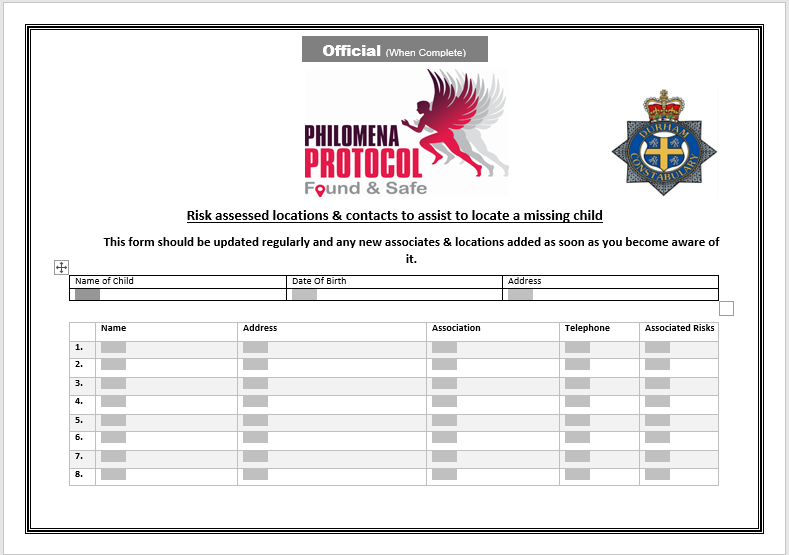 Official (When Complete)
PHILOMENA
PROTOCOL
Found & Safe
DURHAM
CONSTABULARY
Risk assessed locations & contacts to assist to locate a missing child
This form should be updated regularly and any new associates & locations added as soon as you become aware of
it.
Name of Child Date Of Birth Address
Name Address Association Telephone Associated Risks
1.
2.
3.
4.
5.
6.
7.
8.